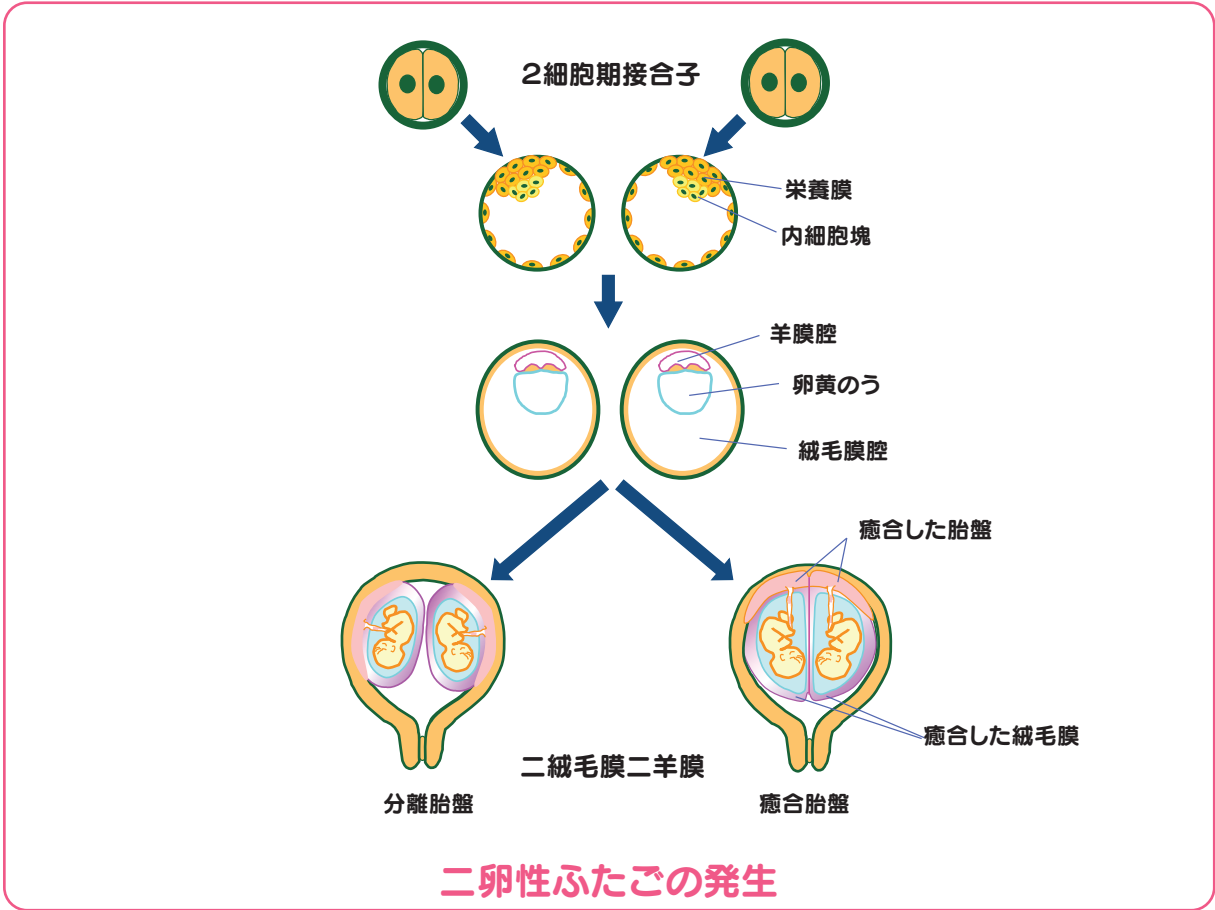 2細胞期接合子
栄養膜
内細胞塊
羊膜腔
卵黄のう
絨毛膜腔
癒合した胎盤
癒合した絨毛膜
二絨毛膜二羊膜
分離胎盤
癒合胎盤
二卵性ふたごの発生